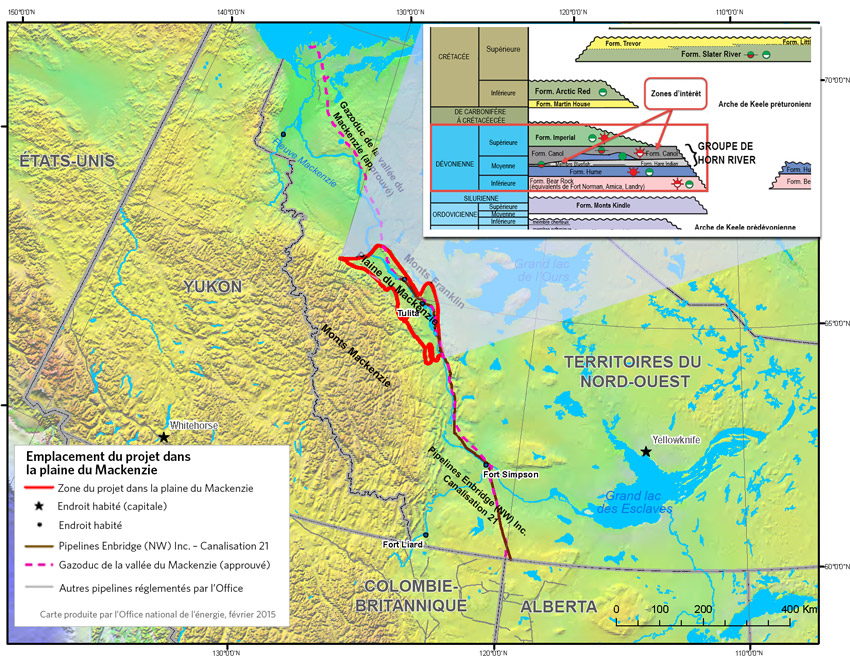 150°0'0"N
140°0'0"N
130°0'0"N
120°0'0"N
110°0'0"N
CRÉTACÉE
Supérieure
Form. Trevor
Form. Slater River
Inférieure
Form. Arctic Red
Form. Martin House
Zones d'intérêt
Arche de Keele préturonienne
DE CARBONIFÈRE
À CRÉTACÉECÉE
DÉVONIENNE
Supérieure
Form. Imperial
Form. Canol
Form. Canol
GROUPE DE
HORN RIVER
Moyenne
Form. Hare Indian
Form. Hume
Form. Hu
Inférieure
Form. Bear Rock
(équivalents de Fort Norman, Arnica, Landry)
Form. Be
SILURIENNE
ORDOVICIENNE
Supérieure
Moyenne
Inférieure
Form. Monts Kindle
Arche de Keele prédévonienne
70°0'0"N
65°0'0"N
60°0'0"N
ÉTATS-UNIS
Fleuve Mackenzie
Gazoduc de la vallée du
Mackenzie (approuvé)
YUKON
Plaine du Mackenzie
Monts Franklin
Grand lac
de l'Ours
Tulita
Monts Mackenzie
TERRITOIRES DU
NORD-OUEST
Whitehorse
Yellowknife
Pipelines Enbridge (NW) Inc.
Canalisation 21
Fort Simpson
Grand lac
des Esclaves
Fort Liard
COLOMBIE-
BRITANNIQUE
ALBERTA
0 100 200 400 Km
Emplacement du projet dans
la plaine du Mackenzie
Zone du projet dans la plaine du Mackenzie
Endroit habité (capitale)
Endroit habité
Pipelines Enbridge (NW) Inc. – Canalisation 21
Gazoduc de la vallée du Mackenzie (approuvé)
Autres pipelines réglementés par l'Office
Carte produite par l'Office national de l'énergie, février 2015
130°0'0"N
120°0'0"N
110°0'0"N